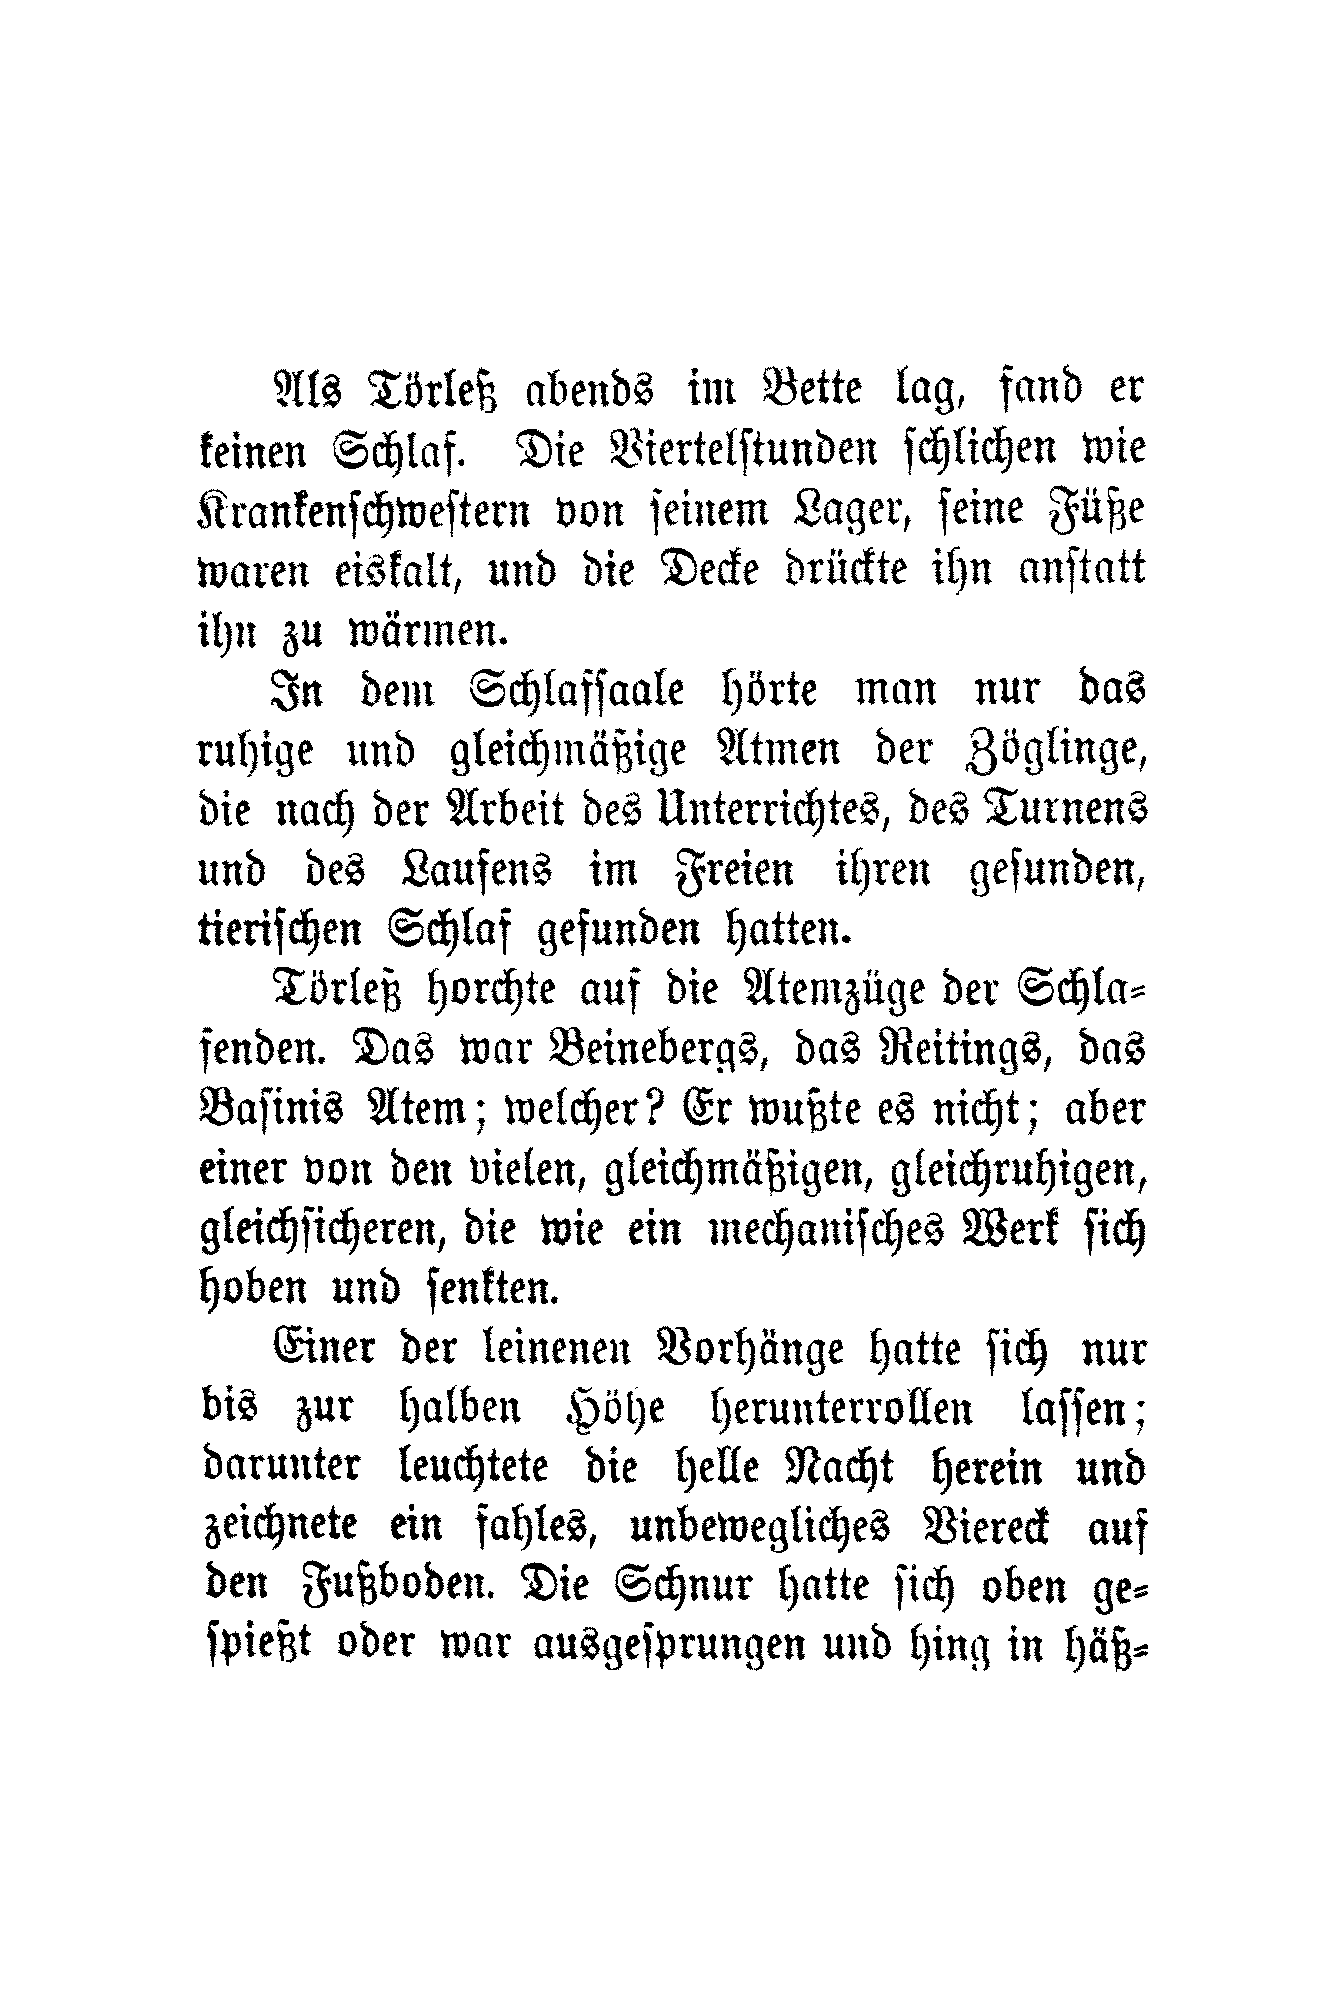 Als Törleß abends im Bette lag, fand er
keinen Schlaf. Die Viertelstunden schlichen wie
Krankenschwestern von seinem Lager, seine Füße
waren eiskalt, und die Decke drückte ihn anstatt
ihn zu wärmen.
In dem Schlafsaale hörte man nur das
ruhige und gleichmäßige Atmen der Zöglinge,
die nach der Arbeit des Unterrichtes, des Turnens
und des Laufens im Freien ihren gesunden,
tierischen Schlaf gefunden hatten.
Törleß horchte auf die Atemzüge der Schla-
fenden. Das war Beinebergs, das Reitings, das
Basinis Atem; welcher? Er wußte es nicht; aber
einer von den vielen, gleichmäßigen, gleichruhigen,
gleichsicheren, die wie ein mechanisches Werk sich
hoben und senkten.
Einer der leinenen Vorhänge hatte sich nur
bis zur halben Höhe herunterrollen lassen;
darunter leuchtete die helle Nacht herein und
zeichnete ein fahles, unbewegliches Viereck auf
den Fußboden. Die Schnur hatte sich oben ge-
spießt oder war ausgesprungen und hing in häß-